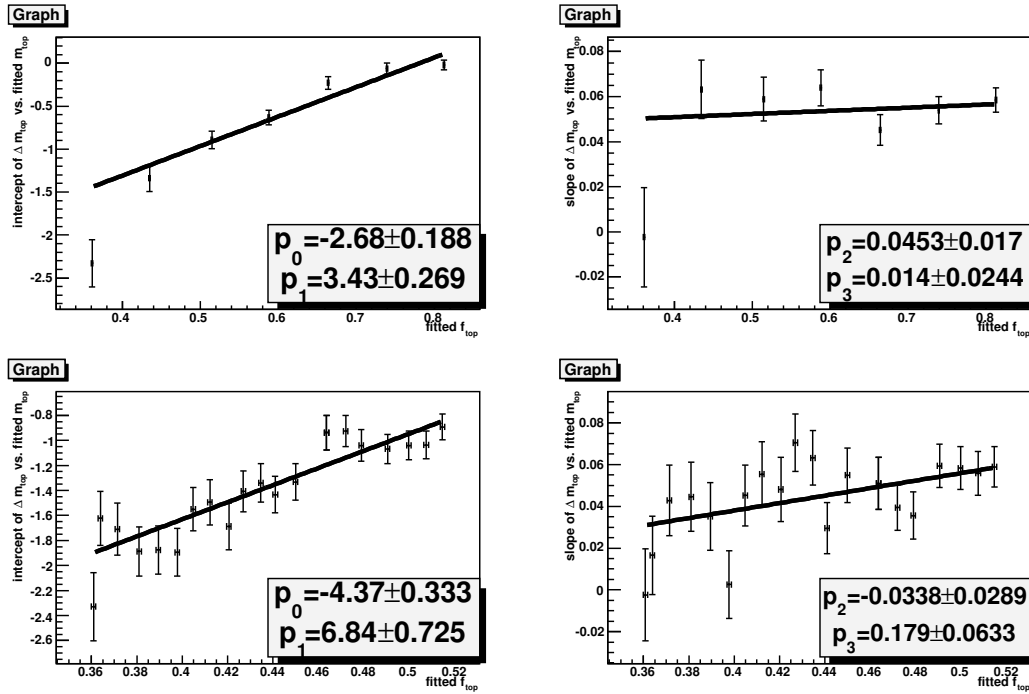 Graph
intercept of Δ m_top vs. fitted m_top
0
-0.5
-1
-1.5
-2
-2.5
0.4 0.5 0.6 0.7 0.8
fitted f_top
p_0=-2.68±0.188
p_1=3.43±0.269
Graph
slope of Δ m_top vs. fitted m_top
0.08
0.06
0.04
0.02
0
-0.02
0.4 0.5 0.6 0.7 0.8
fitted f_top
p_2=0.0453±0.017
p_3=0.014±0.0244
Graph
intercept of Δ m_top vs. fitted m_top
-0.8
-1
-1.2
-1.4
-1.6
-1.8
-2
-2.2
-2.4
-2.6
0.36 0.38 0.4 0.42 0.44 0.46 0.48 0.5 0.52
fitted f_top
p_0=-4.37±0.333
p_1=6.84±0.725
Graph
slope of Δ m_top vs. fitted m_top
0.08
0.06
0.04
0.02
0
-0.02
0.36 0.38 0.4 0.42 0.44 0.46 0.48 0.5 0.52
fitted f_top
p_2=-0.0338±0.0289
p_3=0.179±0.0633